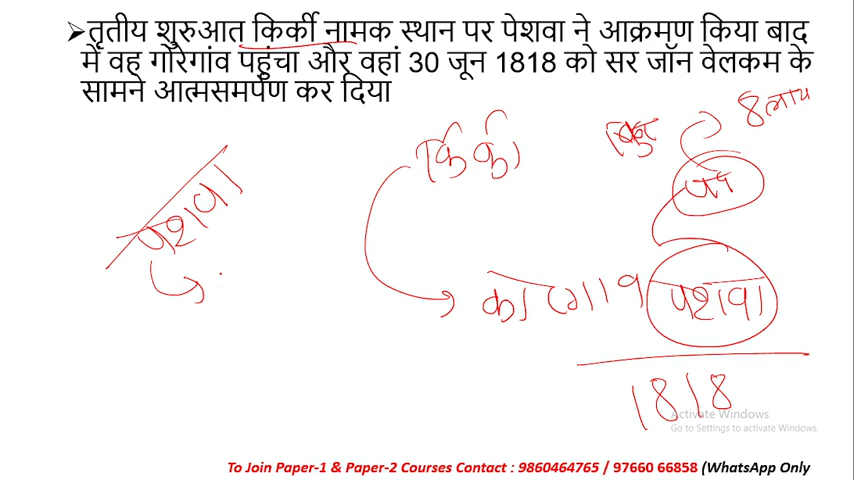 ➢तृतीय शुरुआत किर्की नामक स्थान पर पेशवा ने आक्रमण किया बाद
में वह गोरेगांव पहुंचा और वहां 30 जून 1818 को सर जॉन वेलकम के
सामने आत्मसमर्पण कर दिया
8 लाख
किर्की
पेशवा
कोरेगाव पेशवा
1818
Activate Windows
Go to Settings to activate Windows.
To Join Paper-1 & Paper-2 Courses Contact : 9860464765 / 97660 66858 (WhatsApp Only